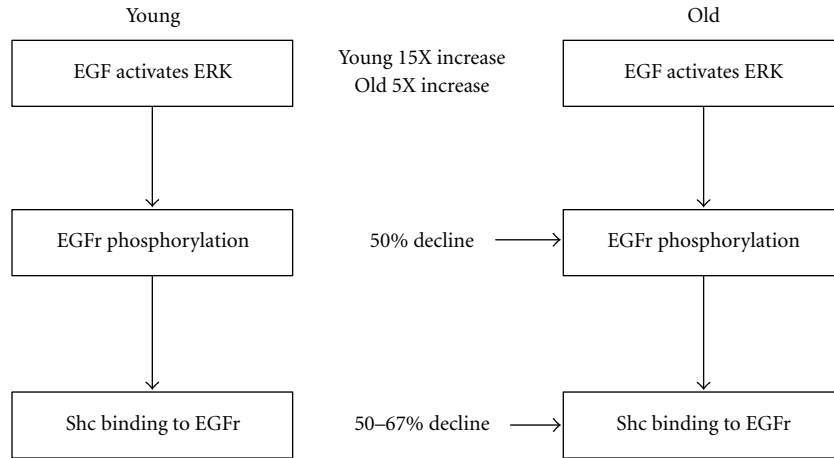 Young
Old
EGF activates ERK
Young 15X increase
Old 5X increase
EGF activates ERK
EGFr phosphorylation
50% decline
EGFr phosphorylation
Shc binding to EGFr
50–67% decline
Shc binding to EGFr